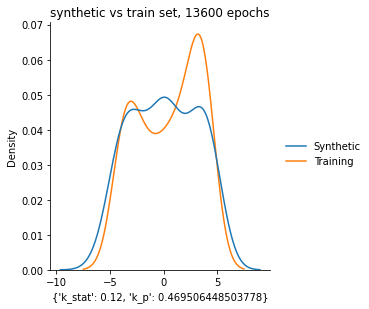 synthetic vs train set, 13600 epochs
0.07
0.06
0.05
0.04
0.03
0.02
0.01
0.00
Density
Synthetic
Training
−10
−5
0
5
{'k_stat': 0.12, 'k_p': 0.469506448503778}